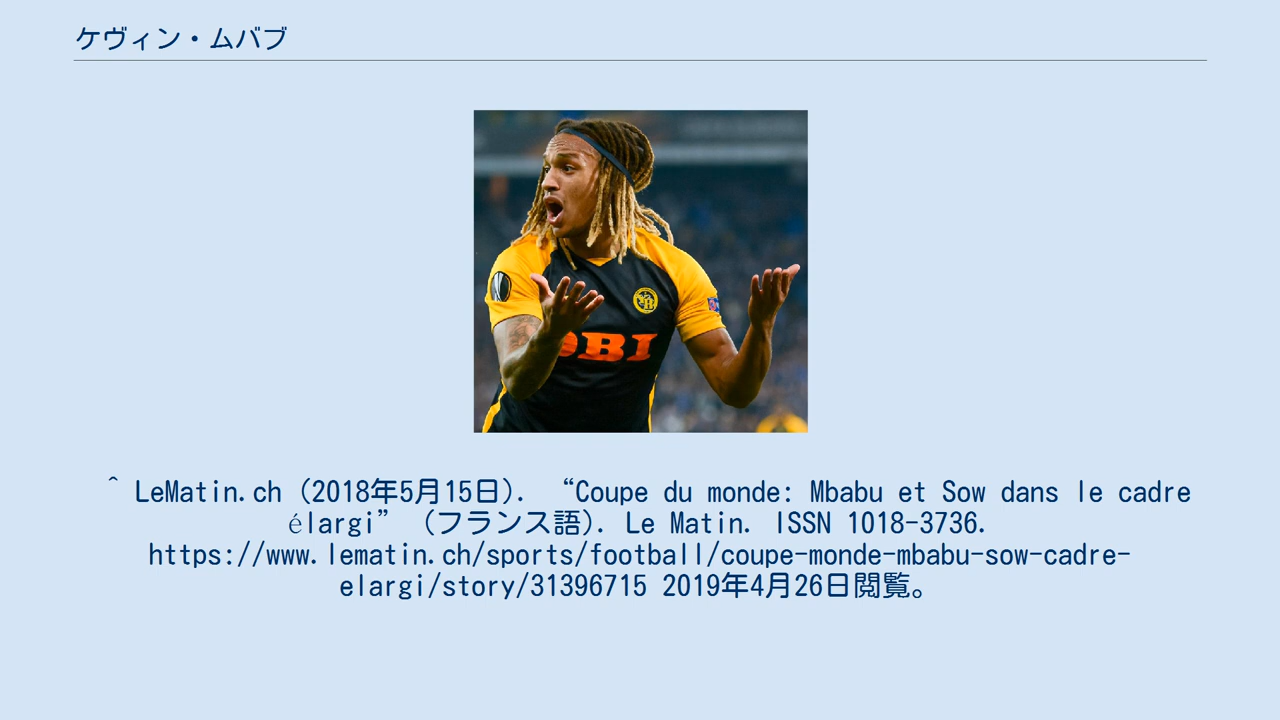 ケヴィン・ムバブ
OBI
^ LeMatin.ch (2018年5月15日). “Coupe du monde: Mbabu et Sow dans le cadre
élargi” (フランス語). Le Matin. ISSN 1018-3736.
https://www.lematin.ch/sports/football/coupe-monde-mbabu-sow-cadre-
elargi/story/31396715 2019年4月26日閲覧。